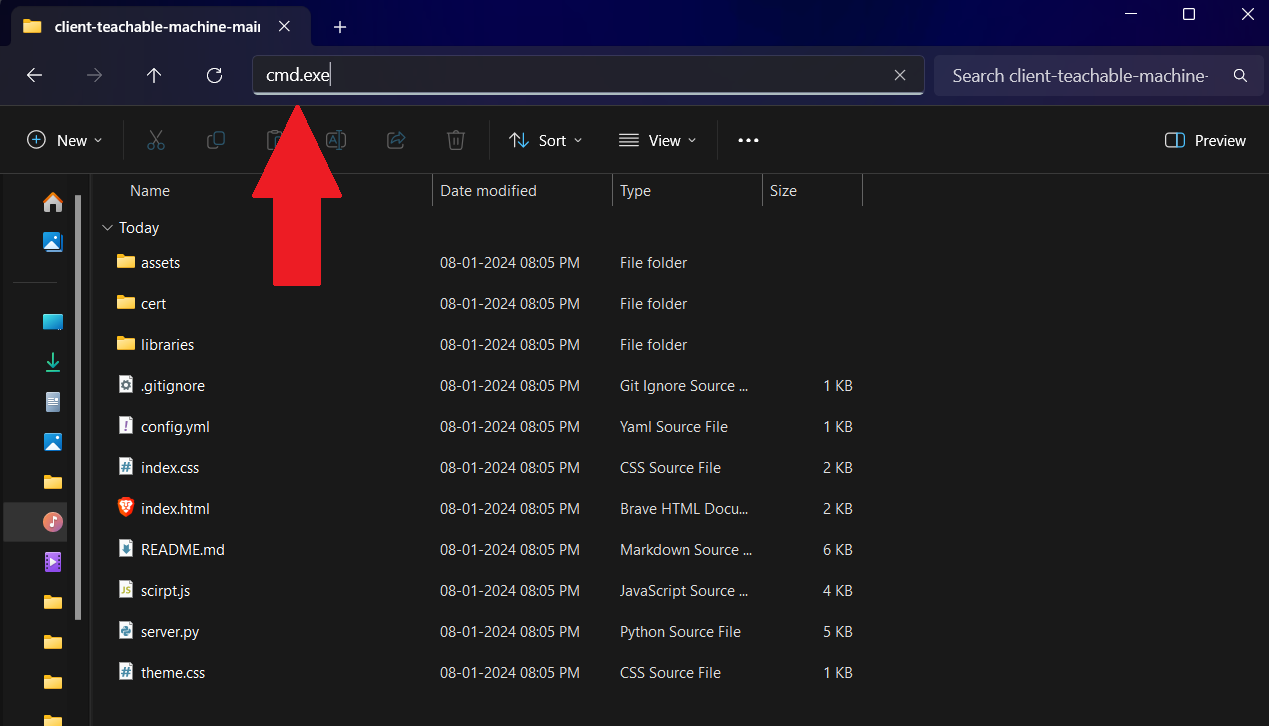 client-teachable-machine-mair
cmd.exe
Search client-teachable-machine-
New
Sort
View
Preview
Name Date modified Type Size
Today
assets 08-01-2024 08:05 PM File folder
cert 08-01-2024 08:05 PM File folder
libraries 08-01-2024 08:05 PM File folder
.gitignore 08-01-2024 08:05 PM Git Ignore Source ... 1 KB
config.yml 08-01-2024 08:05 PM Yaml Source File 1 KB
index.css 08-01-2024 08:05 PM CSS Source File 2 KB
index.html 08-01-2024 08:05 PM Brave HTML Docu... 2 KB
README.md 08-01-2024 08:05 PM Markdown Source ... 6 KB
scirpt.js 08-01-2024 08:05 PM JavaScript Source ... 4 KB
server.py 08-01-2024 08:05 PM Python Source File 5 KB
theme.css 08-01-2024 08:05 PM CSS Source File 1 KB